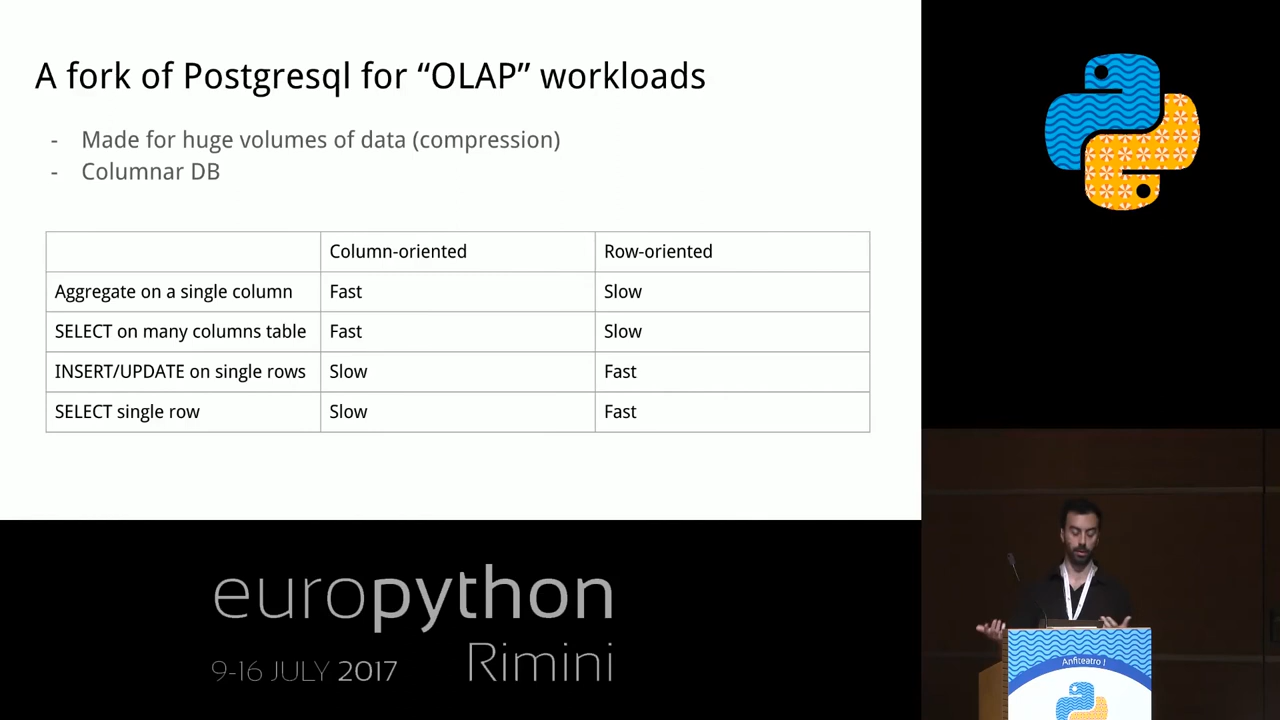 A fork of Postgresql for “OLAP” workloads
- Made for huge volumes of data (compression)
- Columnar DB
Column-oriented Row-oriented
Aggregate on a single column Fast Slow
SELECT on many columns table Fast Slow
INSERT/UPDATE on single rows Slow Fast
SELECT single row Slow Fast
europython
9-16 JULY 2017 Rimini
Anfiteatro 1